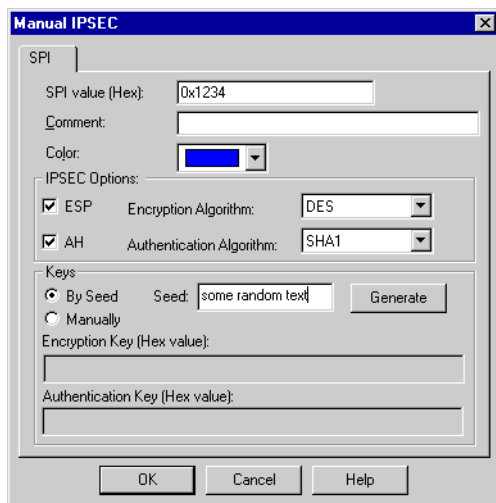 Manual IPSEC
SPI
SPI value (Hex): 0x1234
Comment:
Color:
IPSEC Options:
ESP Encryption Algorithm: DES
AH Authentication Algorithm: SHA1
Keys
By Seed Seed: some random text Generate
Manually
Encryption Key (Hex value):
Authentication Key (Hex value):
OK Cancel Help